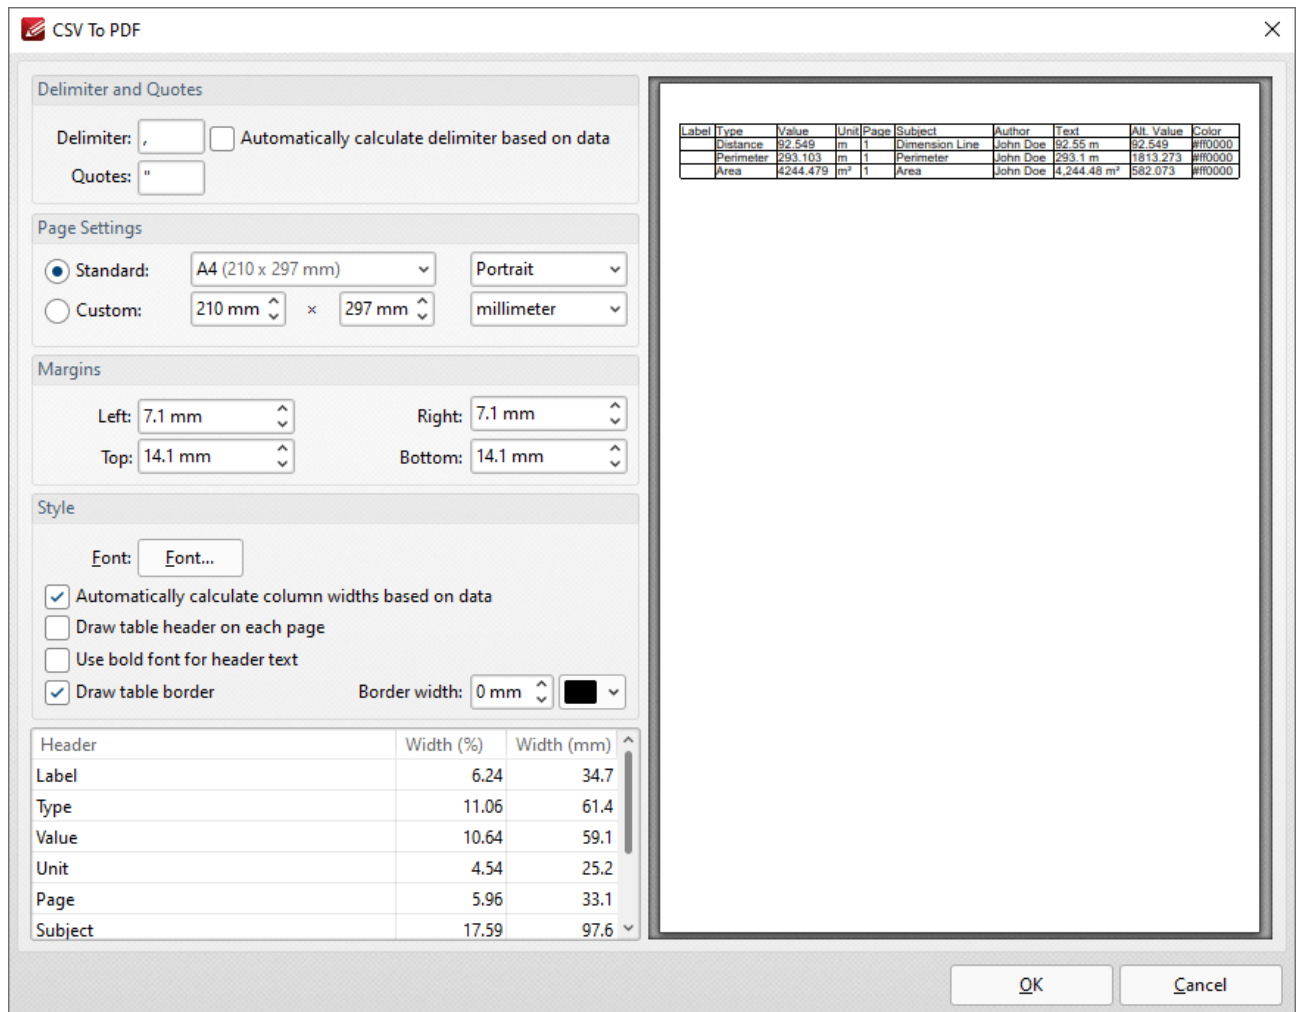 CSV To PDF
Delimiter and Quotes
Delimiter: , Automatically calculate delimiter based on data
Quotes: "
Page Settings
Standard: A4 (210 x 297 mm) Portrait
Custom: 210 mm × 297 mm millimeter
Margins
Left: 7.1 mm Right: 7.1 mm
Top: 14.1 mm Bottom: 14.1 mm
Style
Font: Font...
Automatically calculate column widths based on data
Draw table header on each page
Use bold font for header text
Draw table border Border width: 0 mm
Header Width (%) Width (mm)
Label 6.24 34.7
Type 11.06 61.4
Value 10.64 59.1
Unit 4.54 25.2
Page 5.96 33.1
Subject 17.59 97.6
Label Type Value Unit Page Subject Author Text Alt. Value Color
Distance 92.549 m 1 Dimension Line John Doe 92.55 m 92.549 #ff0000
Perimeter 293.103 m 1 Perimeter John Doe 293.1 m 1813.273 #ff0000
Area 4244.479 m² 1 Area John Doe 4,244.48 m² 582.073 #ff0000
OK Cancel